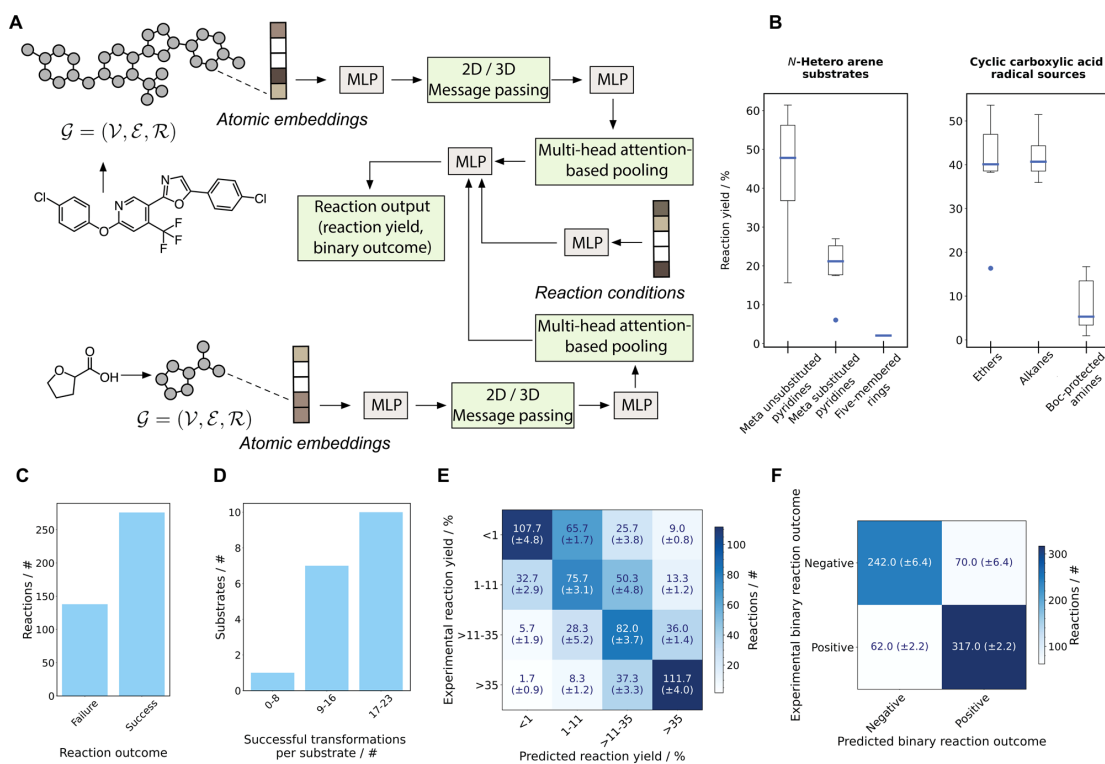 A
MLP
2D / 3D
Message passing
MLP
Atomic embeddings
𝒢 = (𝒱, ℰ, ℛ)
Multi-head attention-
based pooling
MLP
Cl
O
N
F
F
F
N
O
Cl
Reaction output
(reaction yield,
binary outcome)
MLP
Reaction conditions
Multi-head attention-
based pooling
O
O
OH
𝒢 = (𝒱, ℰ, ℛ)
MLP
2D / 3D
Message passing
MLP
Atomic embeddings
B
N-Hetero arene
substrates
Reaction yield / %
60
50
40
30
20
10
0
Meta unsubstituted
pyridines
Meta substituted
pyridines
Five-membered
rings
Cyclic carboxylic acid
radical sources
50
40
30
20
10
0
Ethers
Alkanes
Boc-protected
amines
C
Reactions / #
250
200
150
100
50
0
Failure
Success
Reaction outcome
D
Substrates / #
10
8
6
4
2
0
0-8
9-16
17-23
Successful transformations
per substrate / #
E
Experimental reaction yield / %
<1
107.7
(±4.8)
65.7
(±1.7)
25.7
(±3.8)
9.0
(±0.8)
1-11
32.7
(±2.9)
75.7
(±3.1)
50.3
(±4.8)
13.3
(±1.2)
>11-35
5.7
(±1.9)
28.3
(±5.2)
82.0
(±3.7)
36.0
(±1.4)
>35
1.7
(±0.9)
8.3
(±1.2)
37.3
(±3.3)
111.7
(±4.0)
<1
1-11
>11-35
>35
Predicted reaction yield / %
100
80
60
40
20
Reactions / #
F
Experimental binary reaction outcome
Negative
242.0 (±6.4)
70.0 (±6.4)
Positive
62.0 (±2.2)
317.0 (±2.2)
Negative
Positive
Predicted binary reaction outcome
300
200
100
Reactions / #